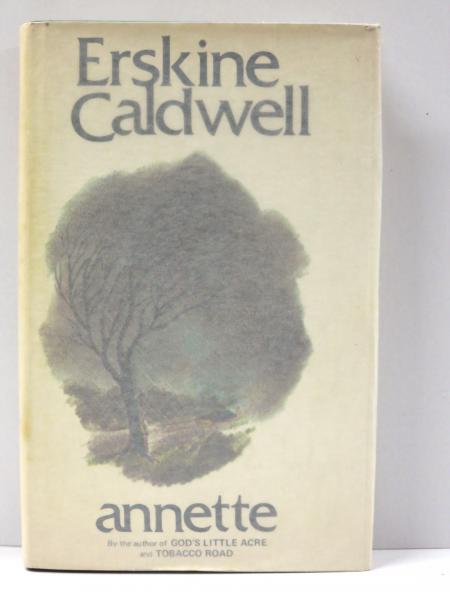 Erskine
Caldwell
annette
By the author of GOD'S LITTLE ACRE
and TOBACCO ROAD